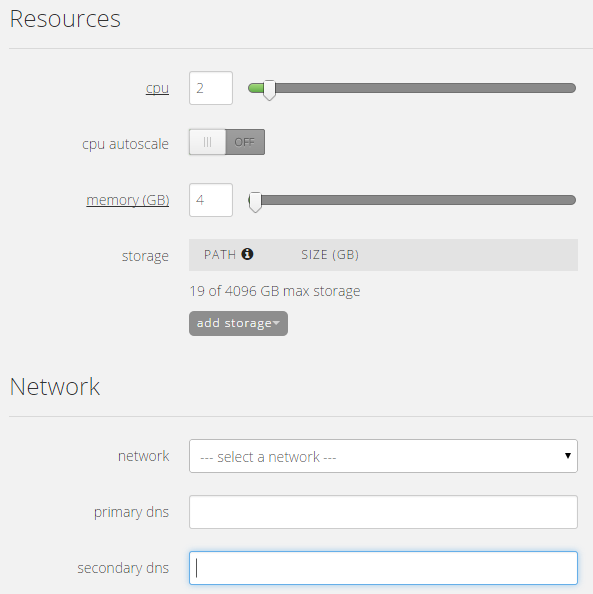 Resources
cpu 2
cpu autoscale OFF
memory (GB) 4
storage PATH SIZE (GB)
19 of 4096 GB max storage
add storage
Network
network --- select a network ---
primary dns
secondary dns